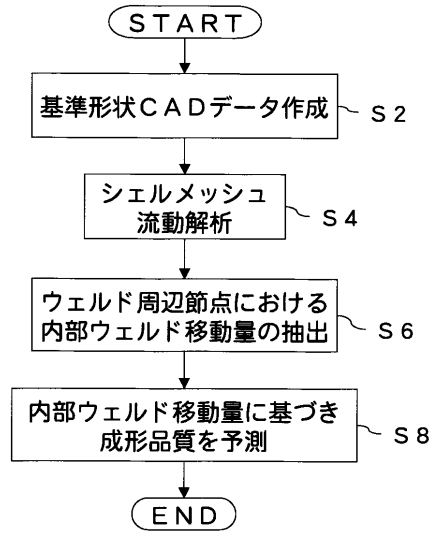 START
基準形状CADデータ作成
S2
シェルメッシュ
流動解析
S4
ウェルド周辺節点における
内部ウェルド移動量の抽出
S6
内部ウェルド移動量に基づき
成形品質を予測
S8
END